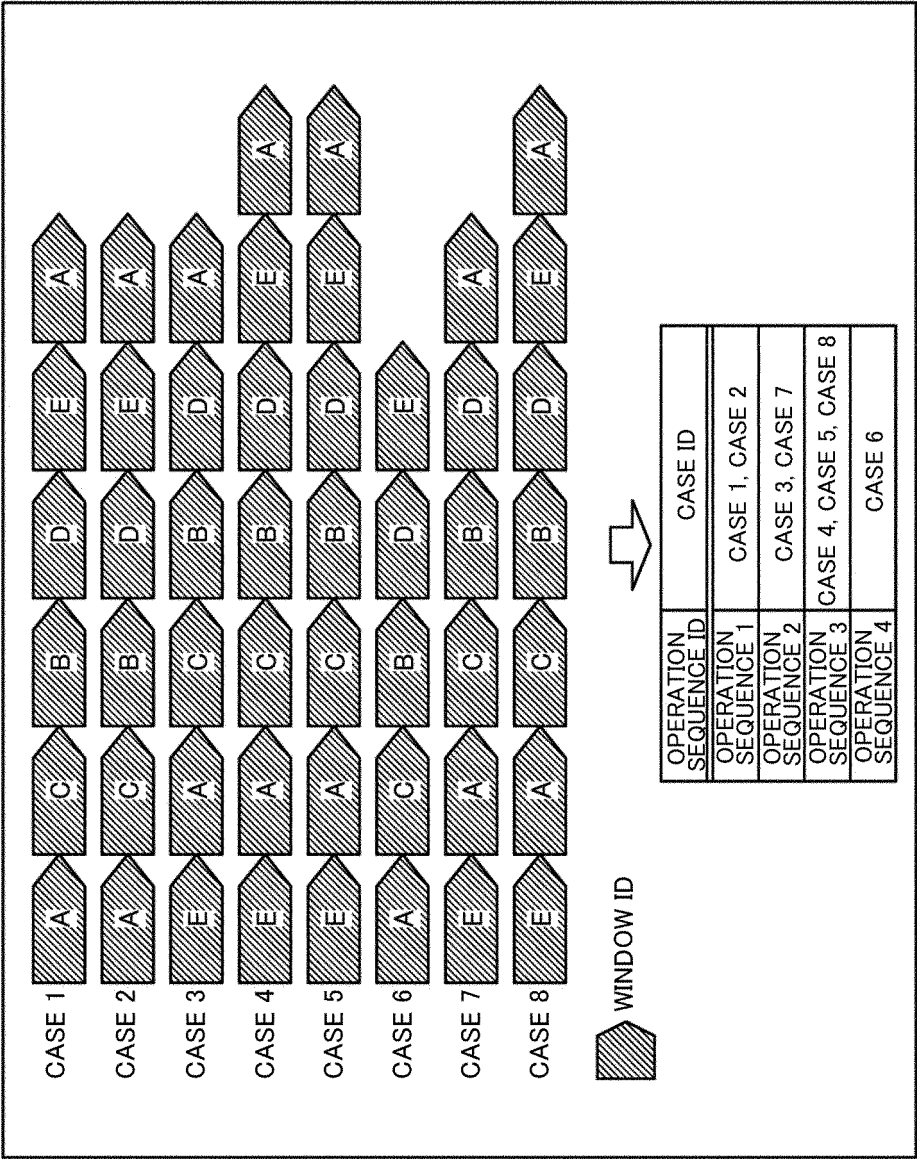 CASE 1 A C B D E A
CASE 2 A C B D E A
CASE 3 E A C B D A
CASE 4 E A C B D E A
CASE 5 E A C B D E A
CASE 6 A C B D E
CASE 7 E A C B D A
CASE 8 E A C B D E A
WINDOW ID
OPERATION
SEQUENCE ID
CASE ID
OPERATION
SEQUENCE 1
CASE 1, CASE 2
OPERATION
SEQUENCE 2
CASE 3, CASE 7
OPERATION
SEQUENCE 3
CASE 4, CASE 5, CASE 8
OPERATION
SEQUENCE 4
CASE 6